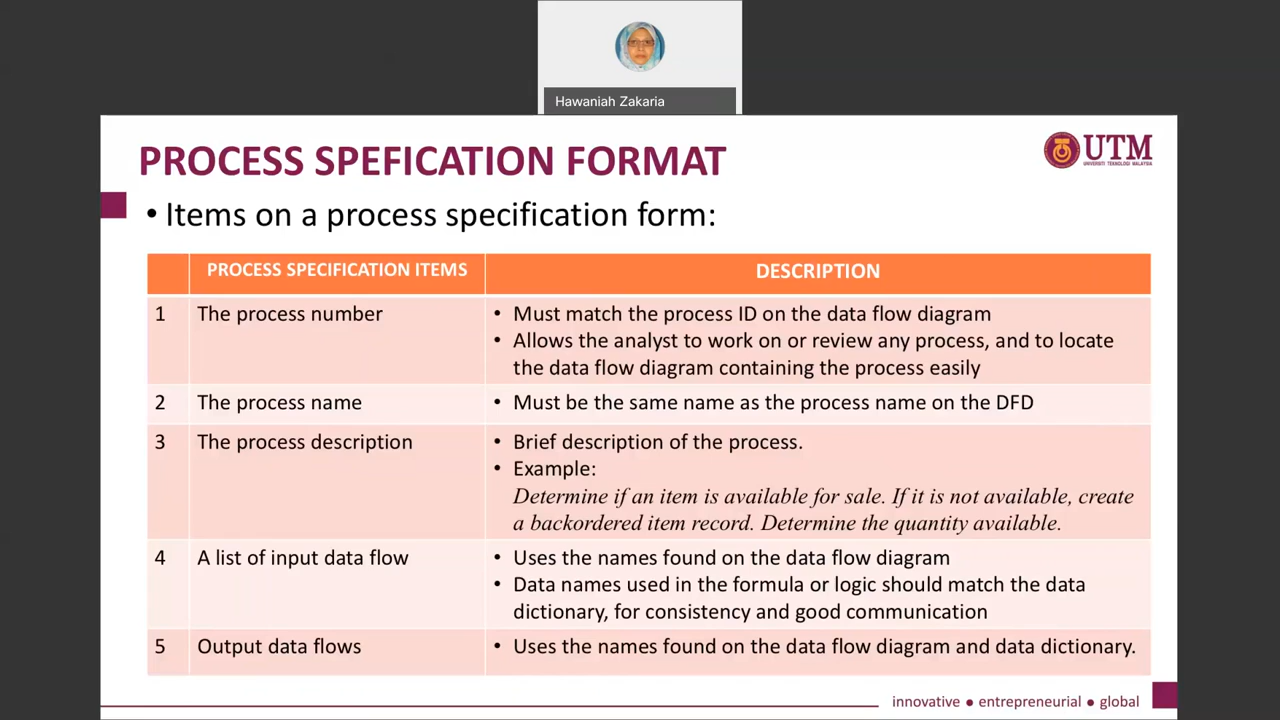 Hawaniah Zakaria
PROCESS SPEFICATION FORMAT
UTM
UNIVERSITI TEKNOLOGI MALAYSIA
• Items on a process specification form:
PROCESS SPECIFICATION ITEMS
DESCRIPTION
1
The process number
• Must match the process ID on the data flow diagram
• Allows the analyst to work on or review any process, and to locate
the data flow diagram containing the process easily
2
The process name
• Must be the same name as the process name on the DFD
3
The process description
• Brief description of the process.
• Example:
Determine if an item is available for sale. If it is not available, create
a backordered item record. Determine the quantity available.
4
A list of input data flow
• Uses the names found on the data flow diagram
• Data names used in the formula or logic should match the data
dictionary, for consistency and good communication
5
Output data flows
• Uses the names found on the data flow diagram and data dictionary.
innovative ● entrepreneurial ● global